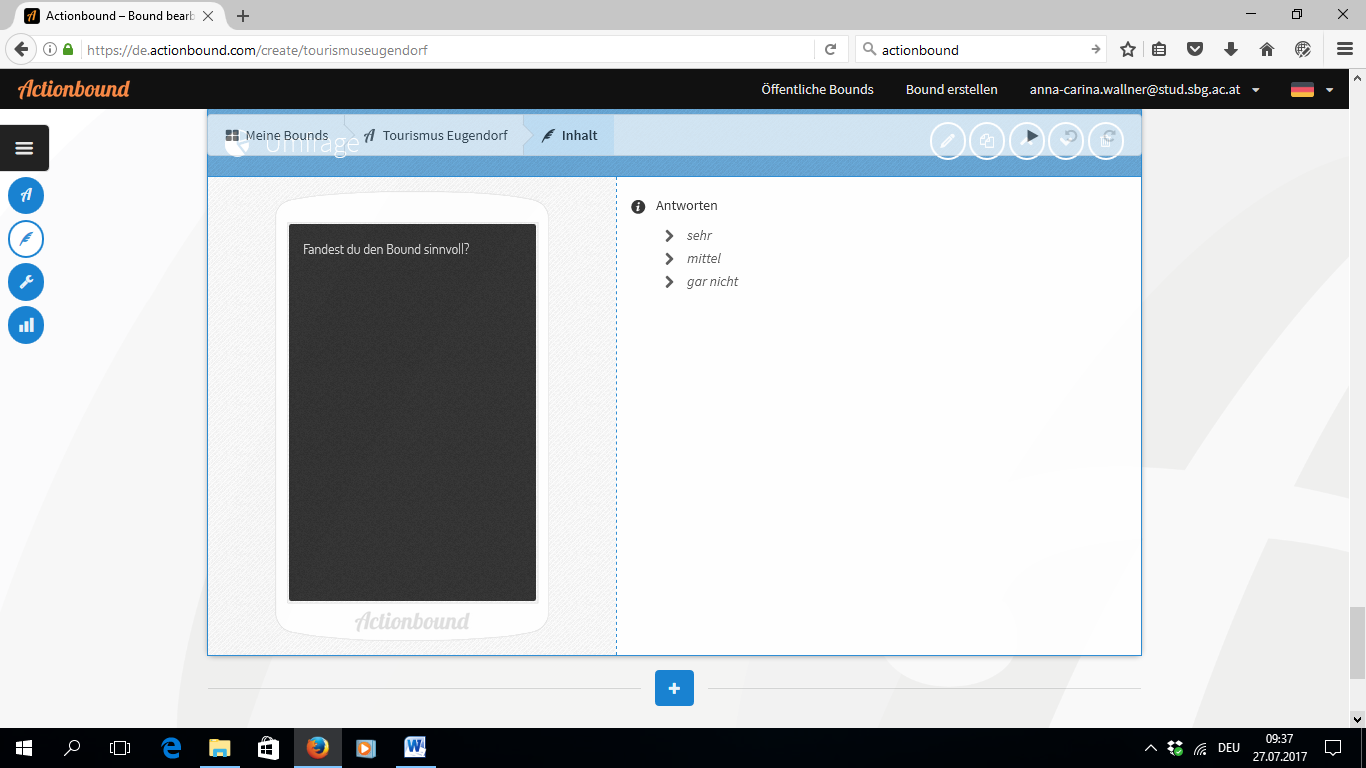 Actionbound – Bound bearb
https://de.actionbound.com/create/tourismuseugendorf
actionbound
Actionbound
Öffentliche Bounds
Bound erstellen
anna-carina.wallner@stud.sbg.ac.at
Meine Bounds
Tourismus Eugendorf
Inhalt
Umfrage
Fandest du den Bound sinnvoll?
Actionbound
Antworten
sehr
mittel
gar nicht
DEU
09:37
27.07.2017